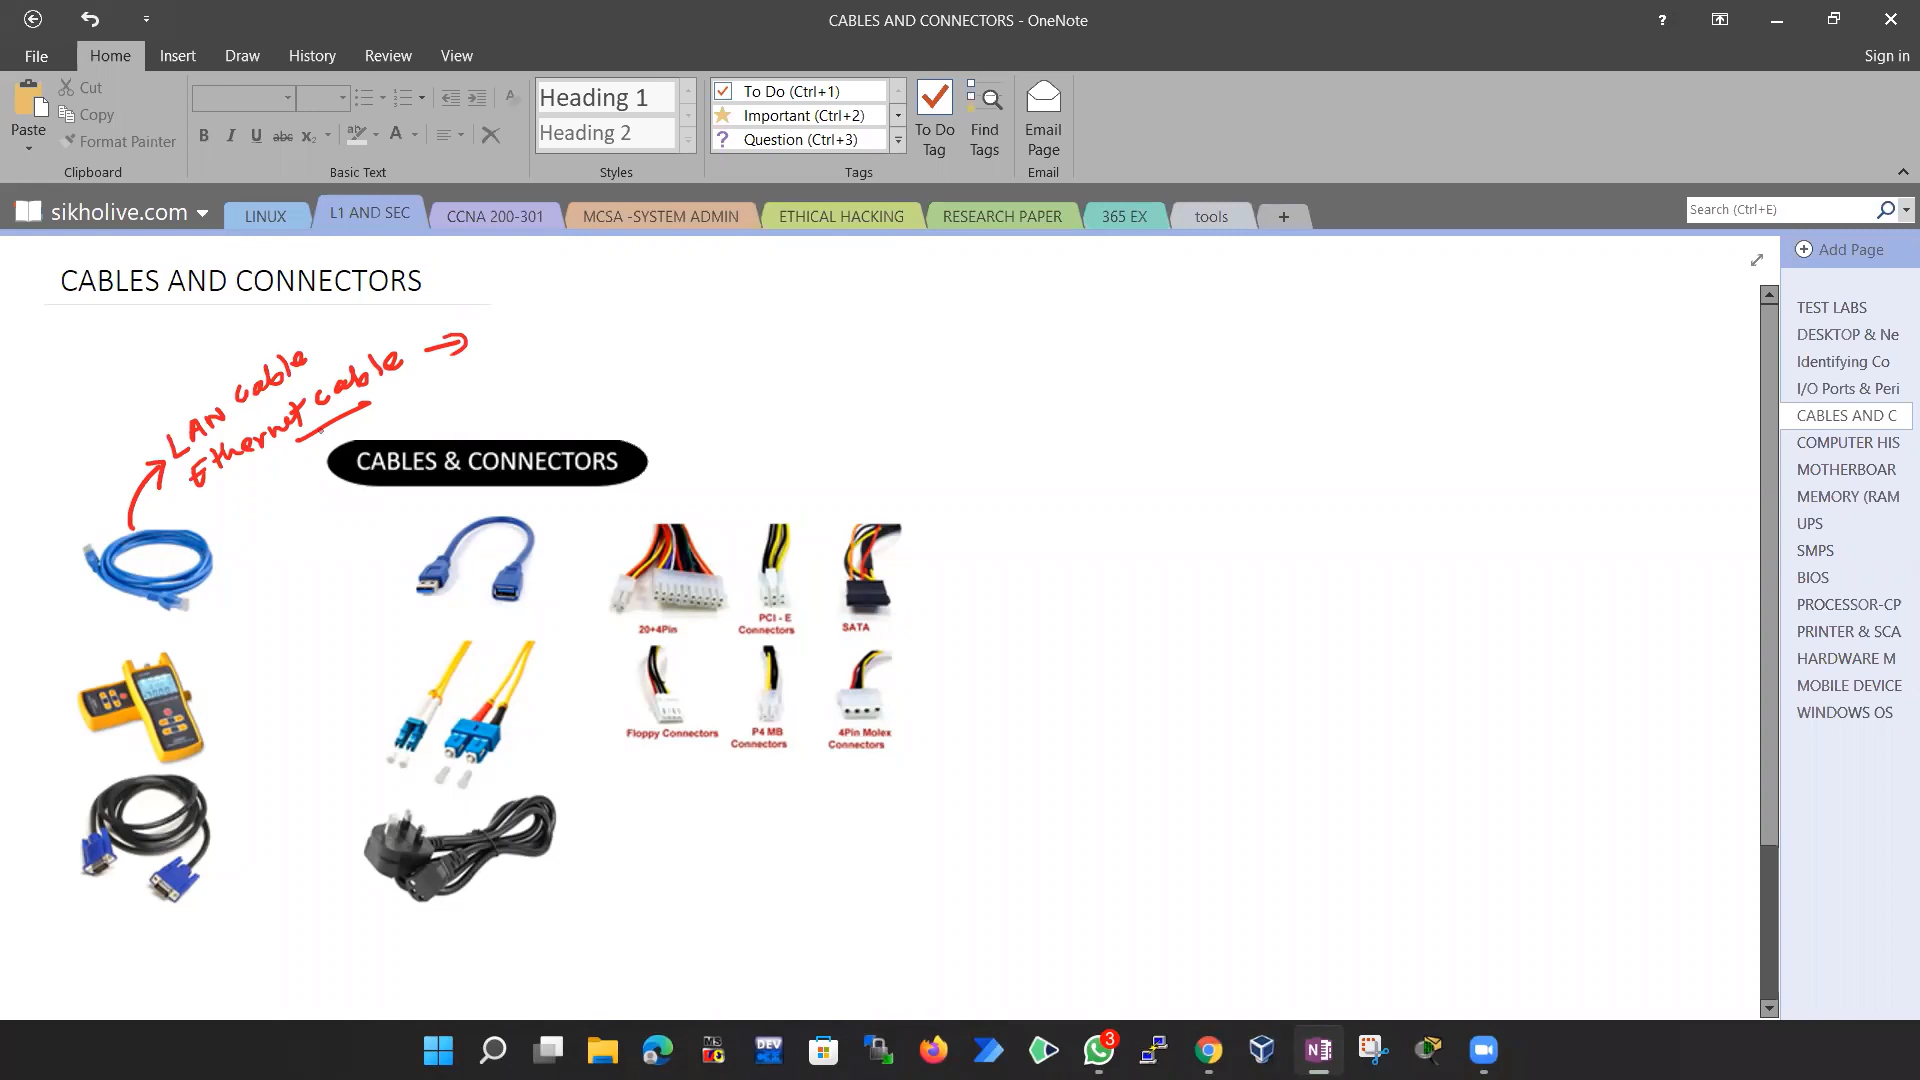 CABLES AND CONNECTORS - OneNote
?
File
Home
Insert
Draw
History
Review
View
Sign in
Paste
Cut
Copy
Format Painter
Clipboard
B I U abc X₂ A
Basic Text
Heading 1
Heading 2
Styles
To Do (Ctrl+1)
Important (Ctrl+2)
? Question (Ctrl+3)
Tags
To Do
Tag
Find
Tags
Email
Page
Email
sikholive.com
LINUX
L1 AND SEC
CCNA 200-301
MCSA -SYSTEM ADMIN
ETHICAL HACKING
RESEARCH PAPER
365 EX
tools
+
Search (Ctrl+E)
CABLES AND CONNECTORS
LAN cable
Ethernet cable →
CABLES & CONNECTORS
20+4Pin
PCI - E
Connectors
SATA
Floppy Connectors
P4 MB
Connectors
4Pin Molex
Connectors
Add Page
TEST LABS
DESKTOP & Ne
Identifying Co
I/O Ports & Peri
CABLES AND C
COMPUTER HIS
MOTHERBOAR
MEMORY (RAM
UPS
SMPS
BIOS
PROCESSOR-CP
PRINTER & SCA
HARDWARE M
MOBILE DEVICE
WINDOWS OS
DEV
3
N